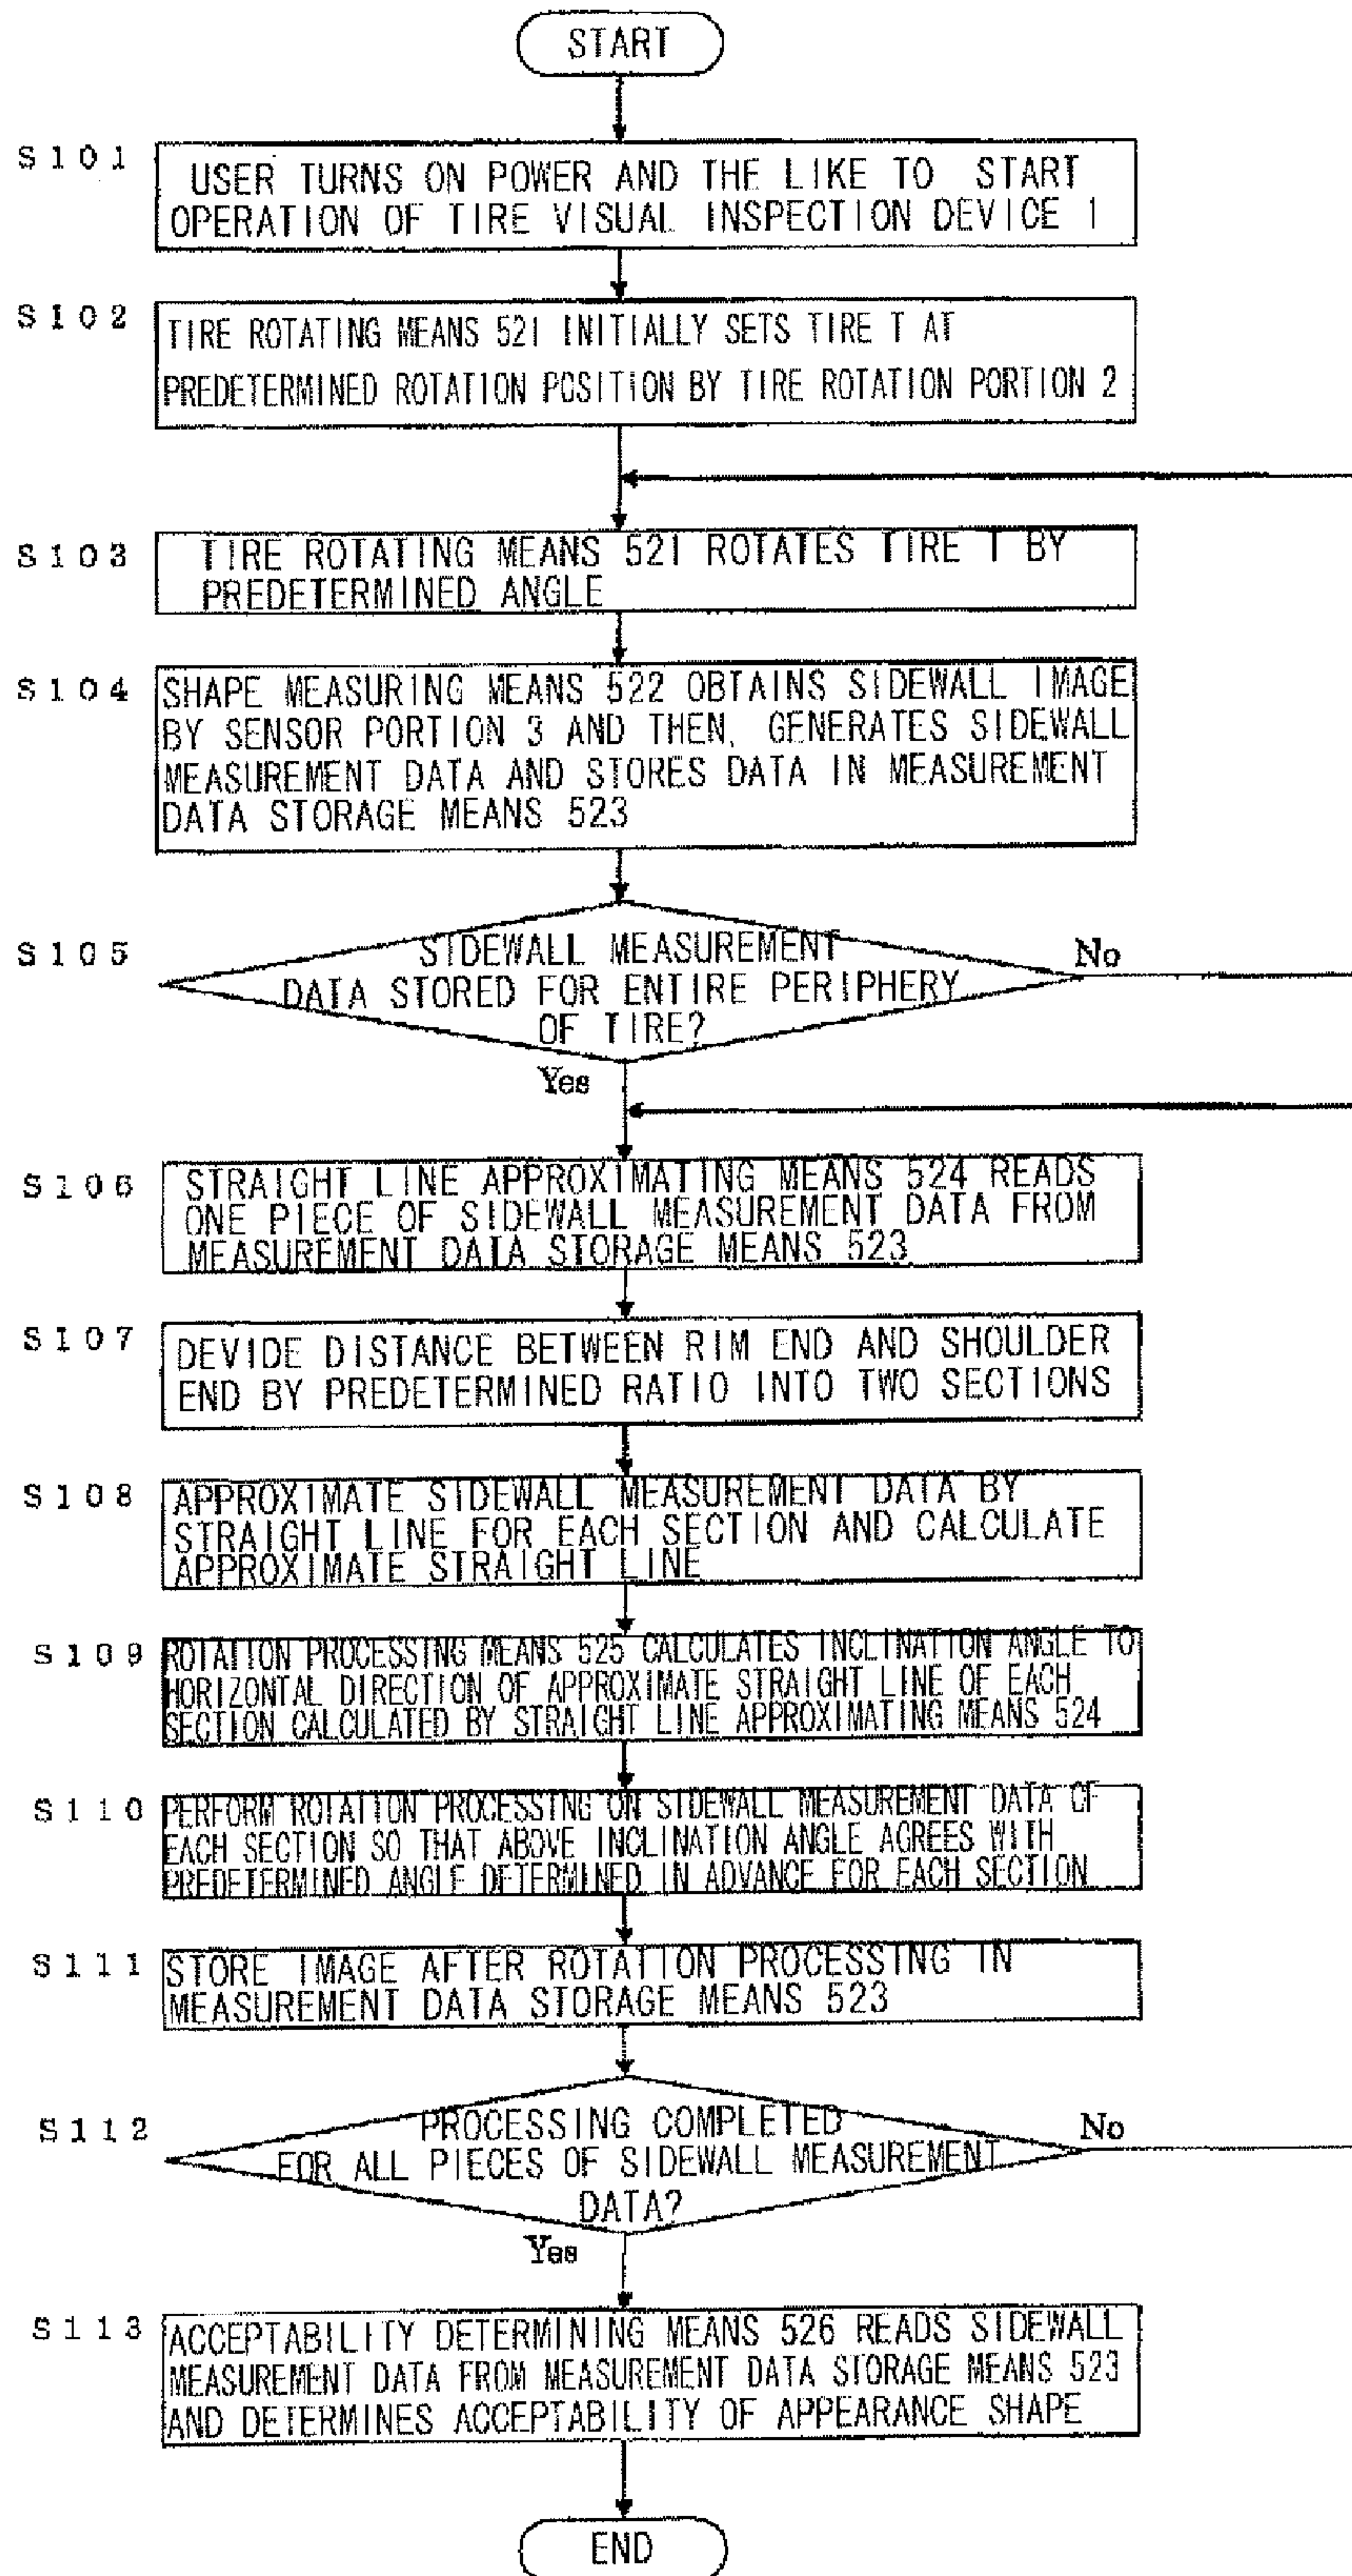 START
S101
USER TURNS ON POWER AND THE LIKE TO START
OPERATION OF TIRE VISUAL INSPECTION DEVICE 1
S102
TIRE ROTATING MEANS 521 INITIALLY SETS TIRE T AT
PREDETERMINED ROTATION POSITION BY TIRE ROTATION PORTION 2
S103
TIRE ROTATING MEANS 521 ROTATES TIRE T BY
PREDETERMINED ANGLE
S104
SHAPE MEASURING MEANS 522 OBTAINS SIDEWALL IMAGE
BY SENSOR PORTION 3 AND THEN, GENERATES SIDEWALL
MEASUREMENT DATA AND STORES DATA IN MEASUREMENT
DATA STORAGE MEANS 523
S105
SIDEWALL MEASUREMENT
DATA STORED FOR ENTIRE PERIPHERY
OF TIRE?
No
Yes
S106
STRAIGHT LINE APPROXIMATING MEANS 524 READS
ONE PIECE OF SIDEWALL MEASUREMENT DATA FROM
MEASUREMENT DATA STORAGE MEANS 523
S107
DEVIDE DISTANCE BETWEEN RIM END AND SHOULDER
END BY PREDETERMINED RATIO INTO TWO SECTIONS
S108
APPROXIMATE SIDEWALL MEASUREMENT DATA BY
STRAIGHT LINE FOR EACH SECTION AND CALCULATE
APPROXIMATE STRAIGHT LINE
S109
ROTATION PROCESSING MEANS 525 CALCULATES INCLINATION ANGLE TO
HORIZONTAL DIRECTION OF APPROXIMATE STRAIGHT LINE OF EACH
SECTION CALCULATED BY STRAIGHT LINE APPROXIMATING MEANS 524
S110
PERFORM ROTATION PROCESSING ON SIDEWALL MEASUREMENT DATA OF
EACH SECTION SO THAT ABOVE INCLINATION ANGLE AGREES WITH
PREDETERMINED ANGLE DETERMINED IN ADVANCE FOR EACH SECTION
S111
STORE IMAGE AFTER ROTATION PROCESSING IN
MEASUREMENT DATA STORAGE MEANS 523
S112
PROCESSING COMPLETED
FOR ALL PIECES OF SIDEWALL MEASUREMENT
DATA?
No
Yes
S113
ACCEPTABILITY DETERMINING MEANS 526 READS SIDEWALL
MEASUREMENT DATA FROM MEASUREMENT DATA STORAGE MEANS 523
AND DETERMINES ACCEPTABILITY OF APPEARANCE SHAPE
END